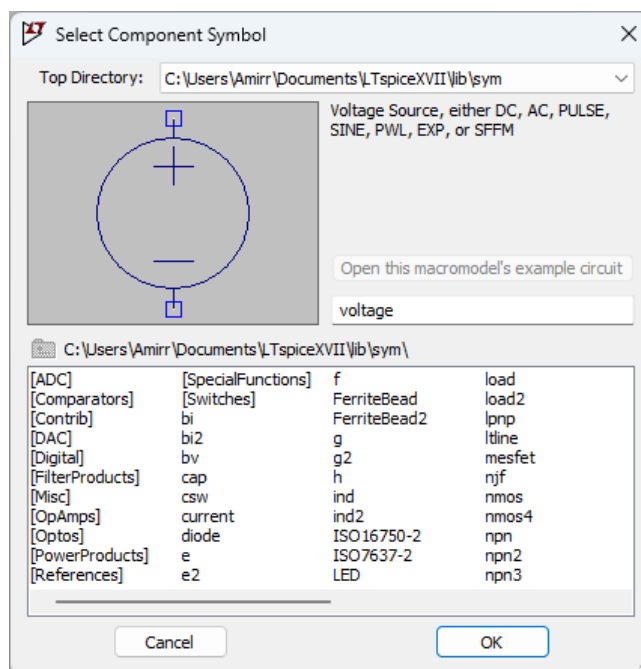 Select Component Symbol
Top Directory: C:\Users\Amirr\Documents\LTspiceXVII\lib\sym
Voltage Source, either DC, AC, PULSE,
SINE, PWL, EXP, or SFFM
Open this macromodel's example circuit
voltage
C:\Users\Amirr\Documents\LTspiceXVII\lib\sym\
[ADC] [SpecialFunctions] f load
[Comparators] [Switches] FerriteBead load2
[Contrib] bi FerriteBead2 lpnp
[DAC] bi2 g ltline
[Digital] bv g2 mesfet
[FilterProducts] cap h njf
[Misc] csw ind nmos
[OpAmps] current ind2 nmos4
[Optos] diode ISO16750-2 npn
[PowerProducts] e ISO7637-2 npn2
[References] e2 LED npn3
Cancel OK